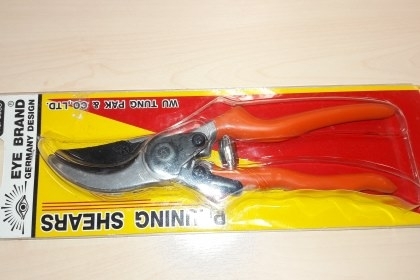 EYE BRAND
GERMANY DESIGN
®
WU TUNG PAK & CO., LTD.
PRUNING SHEARS